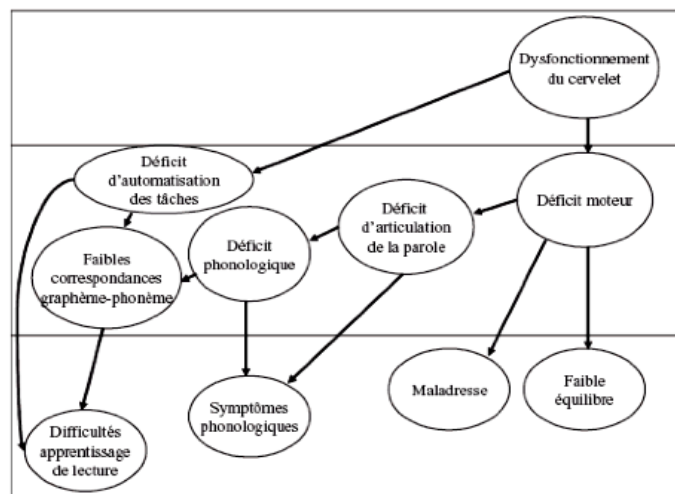 Dysfonctionnement
du cervelet
Déficit
d'automatisation
des tâches
Déficit moteur
Déficit
d'articulation
de la parole
Déficit
phonologique
Faibles
correspondances
graphème-phonème
Maladresse
Faible
équilibre
Symptômes
phonologiques
Difficultés
apprentissage
de lecture